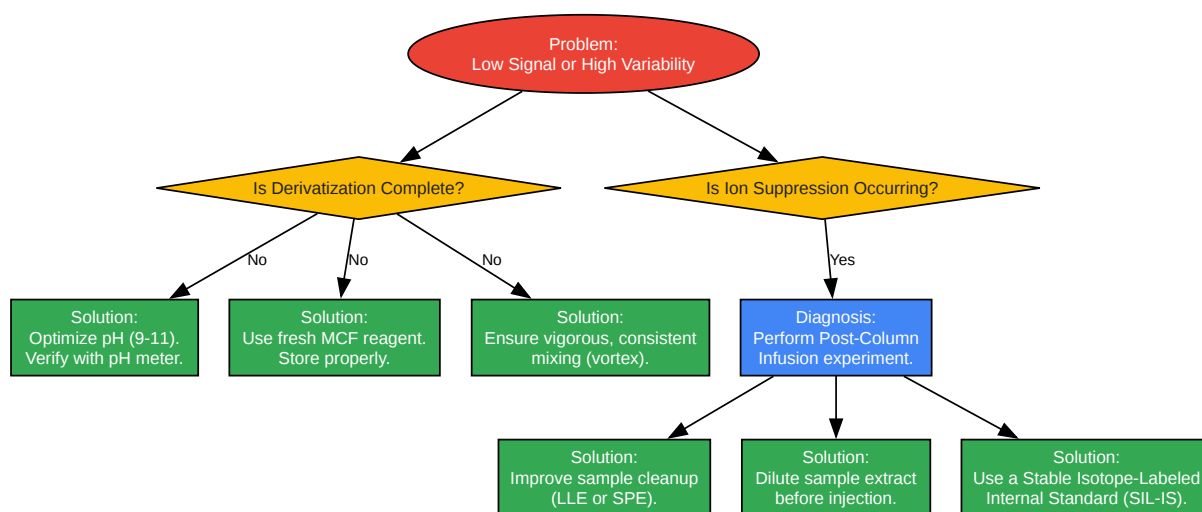 Problem:
Low Signal or High Variability
Is Derivatization Complete?
Is Ion Suppression Occurring?
No
No
No
Yes
Solution:
Optimize pH (9-11).
Verify with pH meter.
Solution:
Use fresh MCF reagent.
Store properly.
Solution:
Ensure vigorous, consistent
mixing (vortex).
Diagnosis:
Perform Post-Column
Infusion experiment.
Solution:
Improve sample cleanup
(LLE or SPE).
Solution:
Dilute sample extract
before injection.
Solution:
Use a Stable Isotope-Labeled
Internal Standard (SIL-IS).